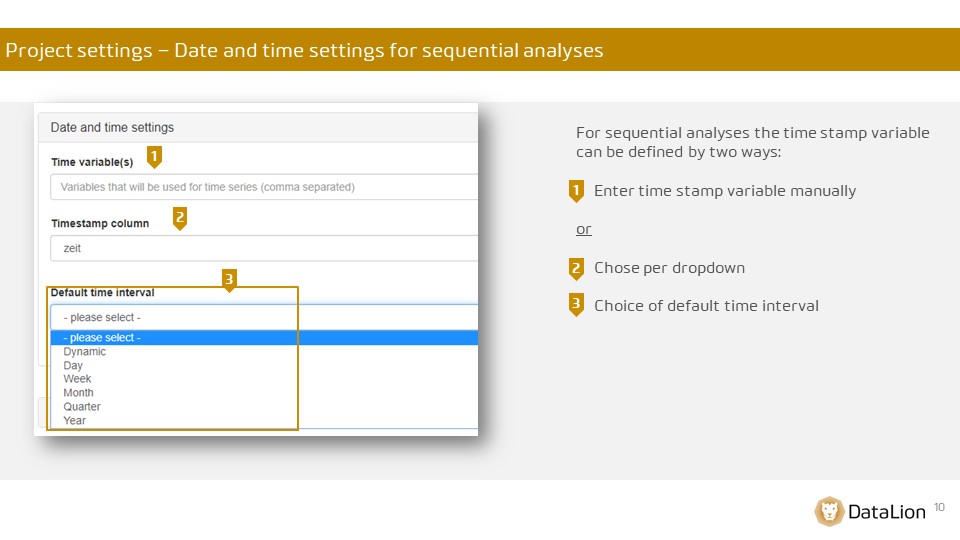 Project settings – Date and time settings for sequential analyses
Date and time settings
Time variable(s)
1
Variables that will be used for time series (comma separated)
Timestamp column
2
zeit
3
Default time interval
- please select -
- please select -
Dynamic
Day
Week
Month
Quarter
Year
For sequential analyses the time stamp variable
can be defined by two ways:
1 Enter time stamp variable manually
or
2 Chose per dropdown
3 Choice of default time interval
DataLion
10